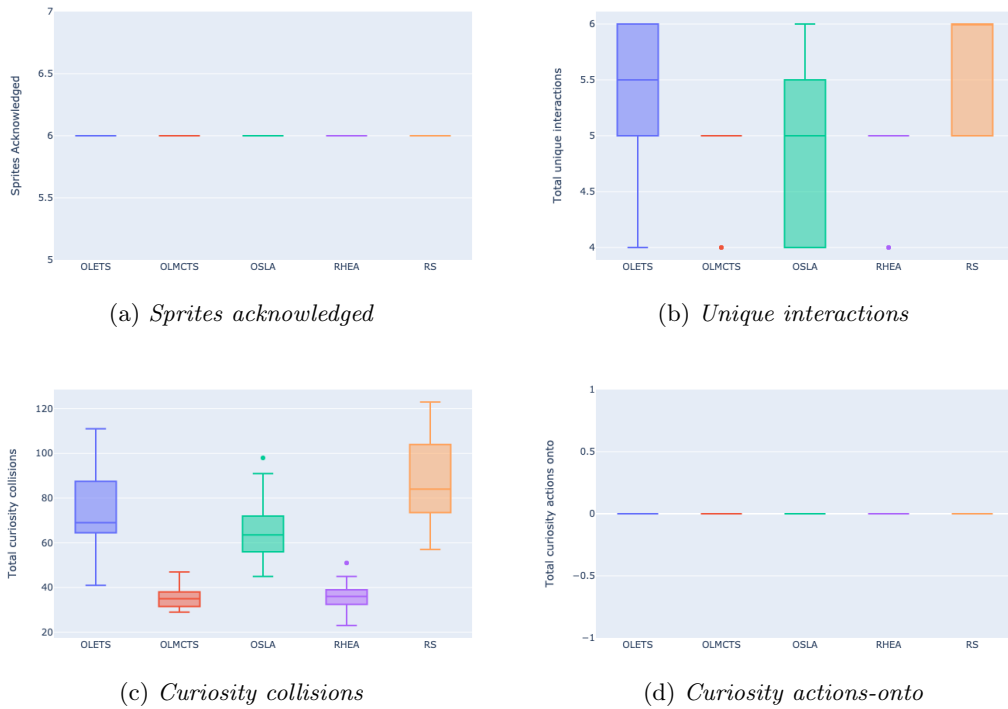 Sprites Acknowledged
7
6.5
6
5.5
5
OLETS OLMCTS OSLA RHEA RS
(a) Sprites acknowledged
Total unique interactions
6
5.5
5
4.5
4
OLETS OLMCTS OSLA RHEA RS
(b) Unique interactions
Total curiosity collisions
120
100
80
60
40
20
OLETS OLMCTS OSLA RHEA RS
(c) Curiosity collisions
Total curiosity actions onto
1
0.5
0
−0.5
−1
OLETS OLMCTS OSLA RHEA RS
(d) Curiosity actions-onto